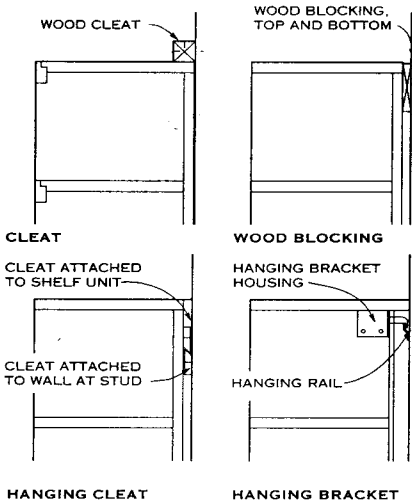 WOOD CLEAT
WOOD BLOCKING,
TOP AND BOTTOM
CLEAT
WOOD BLOCKING
CLEAT ATTACHED
TO SHELF UNIT
CLEAT ATTACHED
TO WALL AT STUD
HANGING BRACKET
HOUSING
HANGING RAIL
HANGING CLEAT
HANGING BRACKET